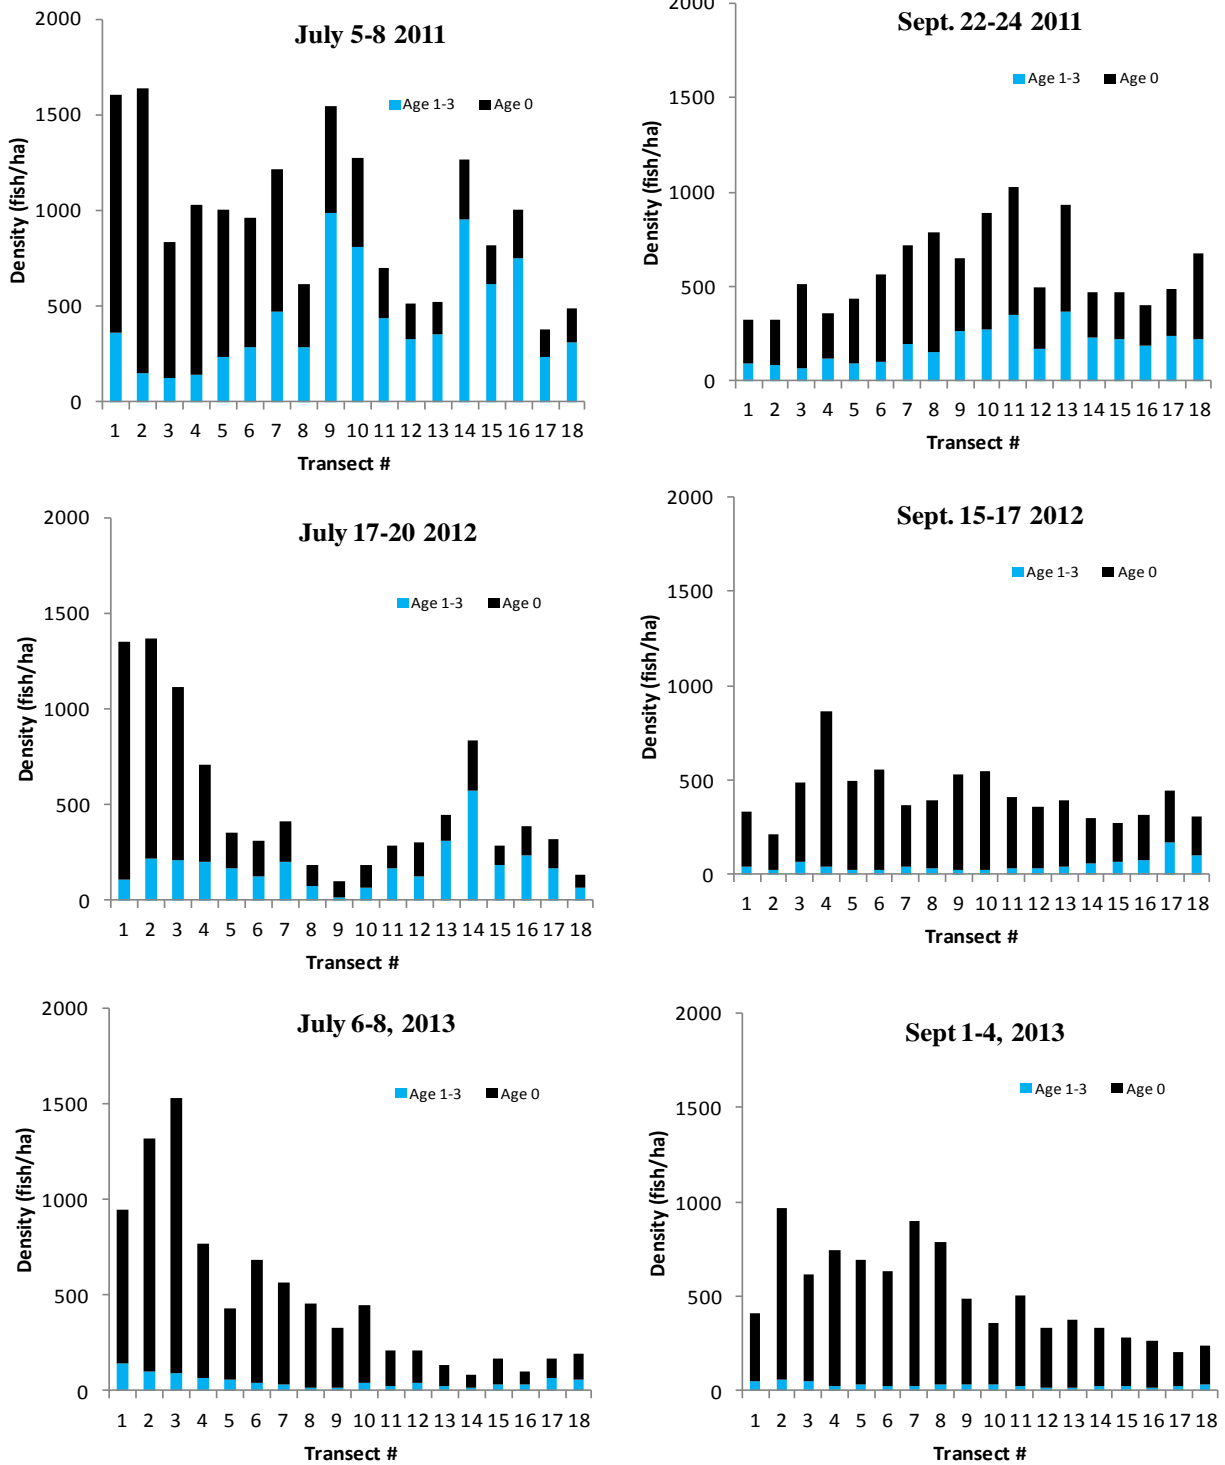 July 5-8 2011
Age 1-3 Age 0
Density (fish/ha)
2000
1500
1000
500
0
1 2 3 4 5 6 7 8 9 10 11 12 13 14 15 16 17 18
Transect #
Sept. 22-24 2011
Age 1-3 Age 0
Density (fish/ha)
2000
1500
1000
500
0
1 2 3 4 5 6 7 8 9 10 11 12 13 14 15 16 17 18
Transect #
July 17-20 2012
Age 1-3 Age 0
Density (fish/ha)
2000
1500
1000
500
0
1 2 3 4 5 6 7 8 9 10 11 12 13 14 15 16 17 18
Transect #
Sept. 15-17 2012
Age 1-3 Age 0
Density (fish/ha)
2000
1500
1000
500
0
1 2 3 4 5 6 7 8 9 10 11 12 13 14 15 16 17 18
Transect #
July 6-8, 2013
Age 1-3 Age 0
Density (fish/ha)
2000
1500
1000
500
0
1 2 3 4 5 6 7 8 9 10 11 12 13 14 15 16 17 18
Transect #
Sept 1-4, 2013
Age 1-3 Age 0
Density (fish/ha)
2000
1500
1000
500
0
1 2 3 4 5 6 7 8 9 10 11 12 13 14 15 16 17 18
Transect #